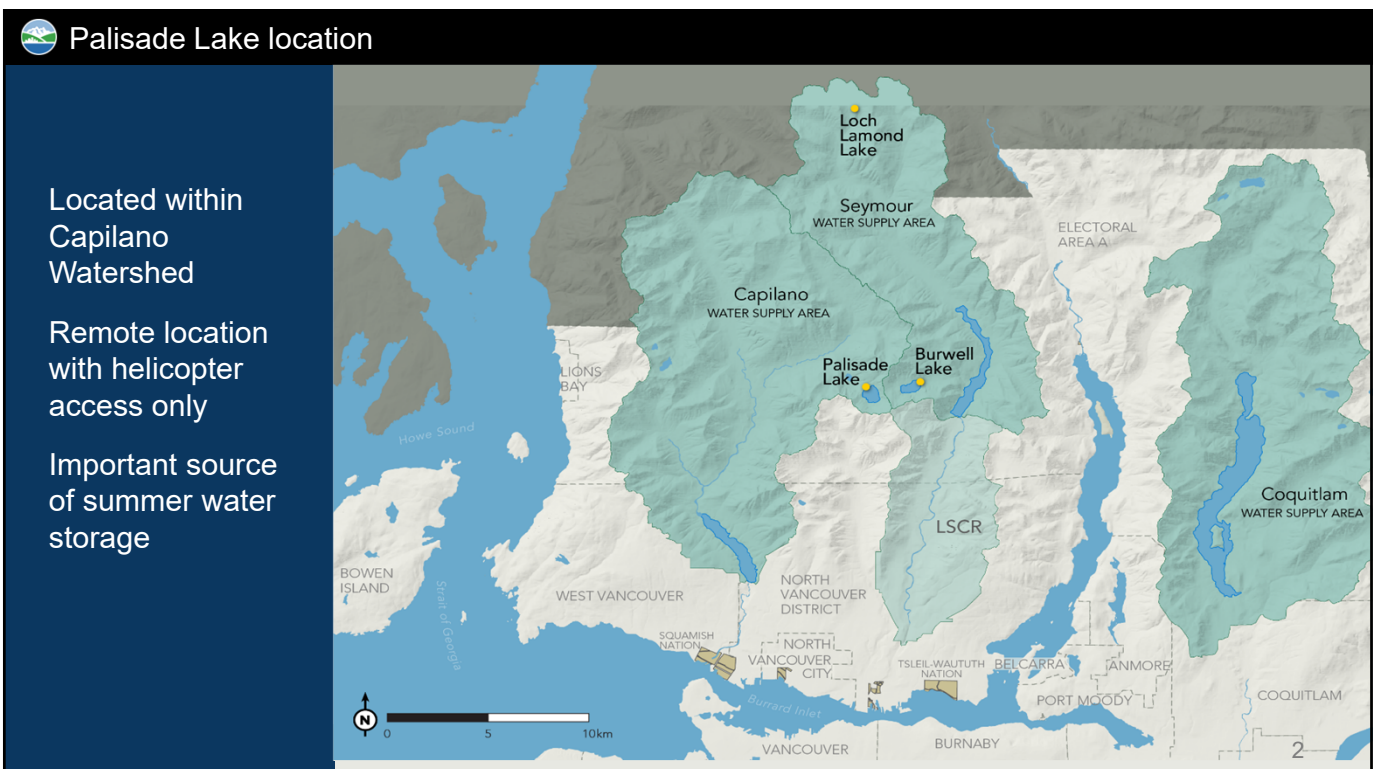 Palisade Lake location
Located within
Capilano
Watershed
Remote location
with helicopter
access only
Important source
of summer water
storage
Loch
Lamond
Lake
Seymour
WATER SUPPLY AREA
ELECTORAL
AREA A
Capilano
WATER SUPPLY AREA
Palisade
Lake
Burwell
Lake
LIONS
BAY
Howe Sound
Coquitlam
WATER SUPPLY AREA
LSCR
BOWEN
ISLAND
Strait of Georgia
WEST VANCOUVER
NORTH
VANCOUVER
DISTRICT
SQUAMISH
NATION
NORTH
VANCOUVER
CITY
TSLEIL-WAUTUTH
NATION
BELCARRA
ANMORE
PORT MOODY
COQUITLAM
Burrard Inlet
N
0 5 10km
VANCOUVER
BURNABY
2